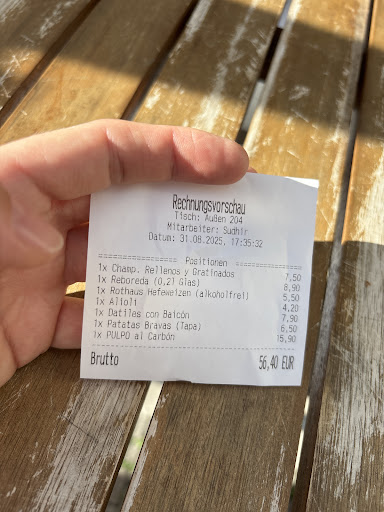 Rechnungsvorschau
Tisch: Außen 204
Mitarbeiter: Sudhir
Datum: 31.08.2025, 17:35:32
Positionen
1x Champ. Rellenos y Gratinados 7,50
1x Reboreda (0,2l Glas) 8,90
1x Rothaus Hefeweizen (alkoholfrei) 5,50
1x Alioli 4,20
1x Datiles con Baicón 7,90
1x Patatas Bravas (Tapa) 6,50
1x PULPO al Carbón 15,90
Brutto 56,40 EUR